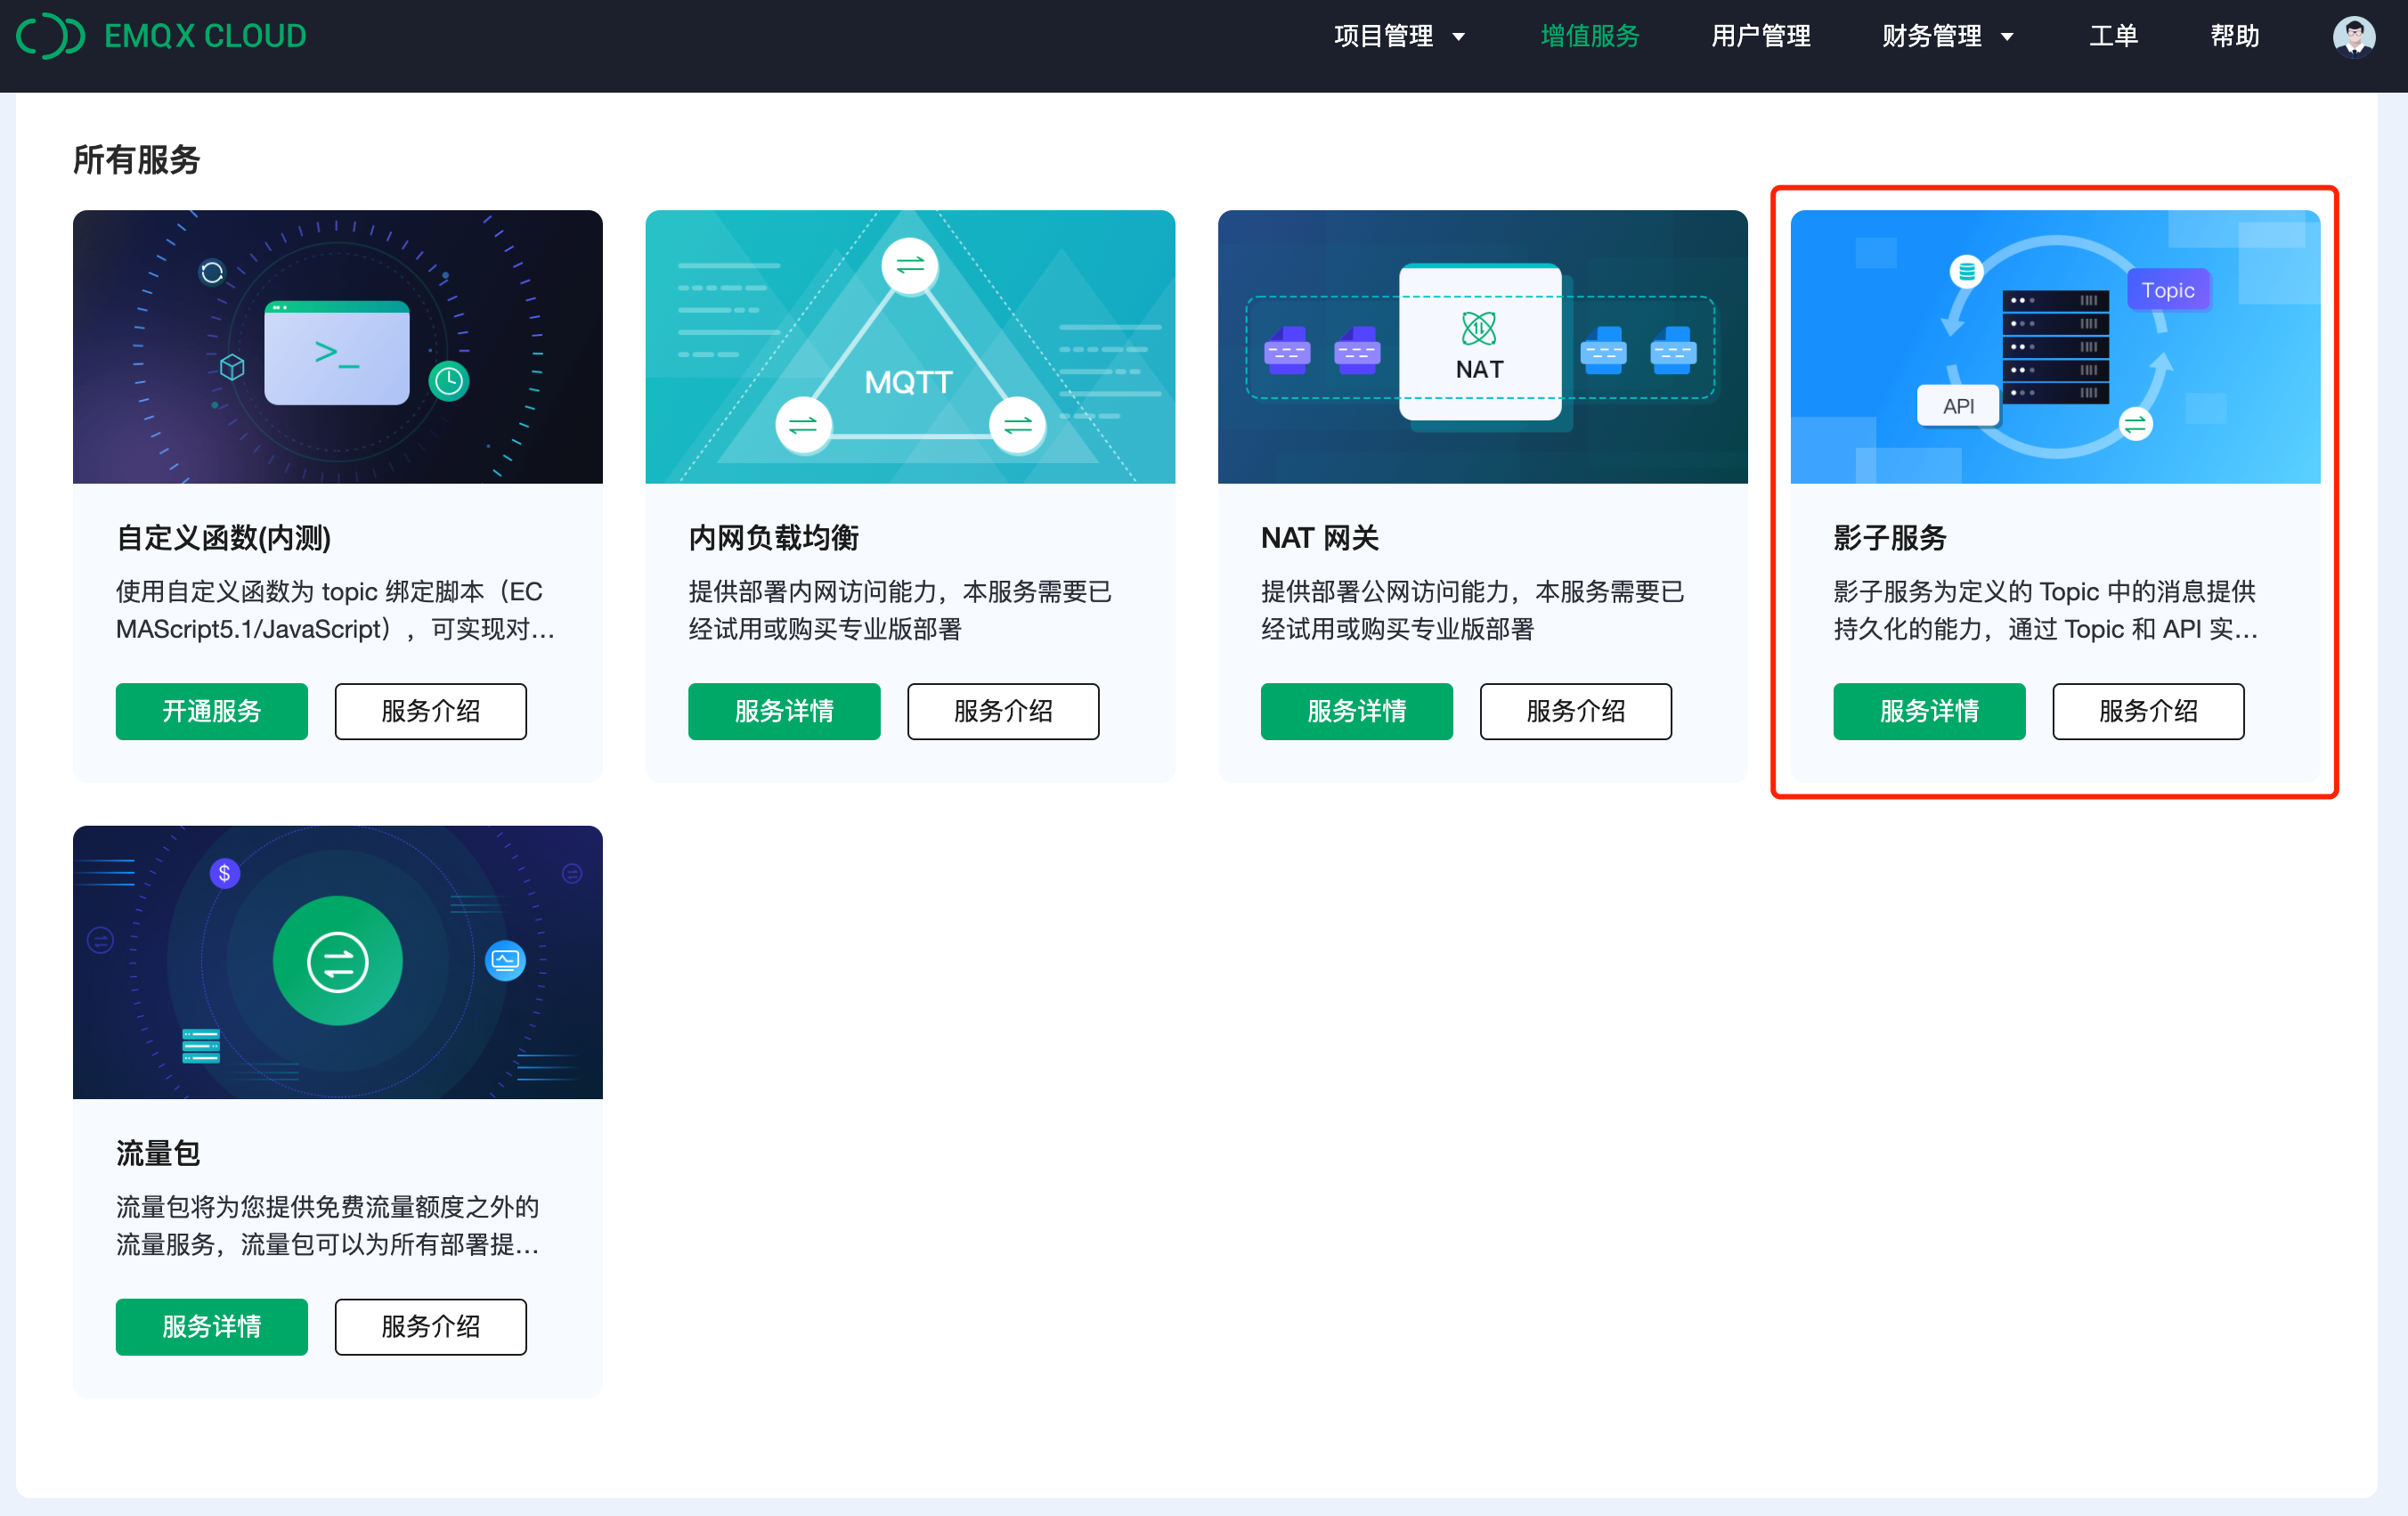 EMQX CLOUD
项目管理
增值服务
用户管理
财务管理
工单
帮助
所有服务
>_
自定义函数(内测)
使用自定义函数为 topic 绑定脚本（EC
MAScript5.1/JavaScript），可实现对...
开通服务
服务介绍
MQTT
内网负载均衡
提供部署内网访问能力，本服务需要已
经试用或购买专业版部署
服务详情
服务介绍
NAT
NAT 网关
提供部署公网访问能力，本服务需要已
经试用或购买专业版部署
服务详情
服务介绍
Topic
API
影子服务
影子服务为定义的 Topic 中的消息提供
持久化的能力，通过 Topic 和 API 实...
服务详情
服务介绍
$
流量包
流量包将为您提供免费流量额度之外的
流量服务，流量包可以为所有部署提...
服务详情
服务介绍